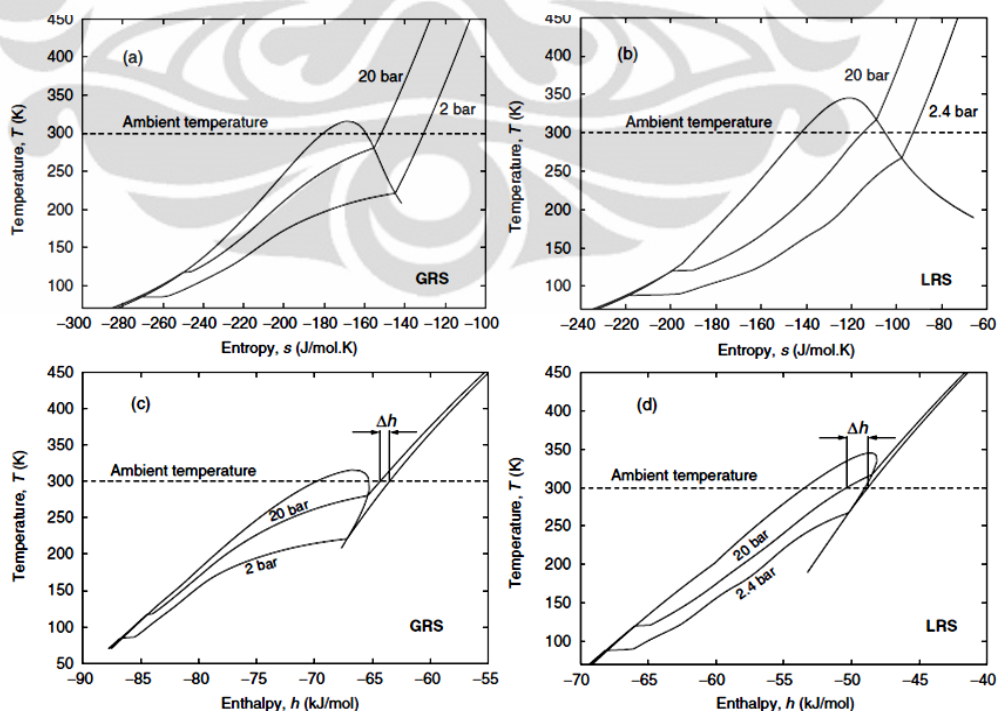 450
400
350
300
250
200
150
100
Temperature, T (K)
(a)
20 bar
2 bar
Ambient temperature
GRS
−300 −280 −260 −240 −220 −200 −180 −160 −140 −120 −100
Entropy, s (J/mol.K)
450
400
350
300
250
200
150
100
Temperature, T (K)
(b)
20 bar
2.4 bar
Ambient temperature
LRS
−240 −220 −200 −180 −160 −140 −120 −100 −80 −60
Entropy, s (J/mol.K)
450
400
350
300
250
200
150
100
50
Temperature, T (K)
(c)
Δh
Ambient temperature
20 bar
2 bar
GRS
−90 −85 −80 −75 −70 −65 −60 −55
Enthalpy, h (kJ/mol)
450
400
350
300
250
200
150
100
Temperature, T (K)
(d)
Δh
Ambient temperature
20 bar
2.4 bar
LRS
−70 −65 −60 −55 −50 −45 −40
Enthalpy, h (kJ/mol)